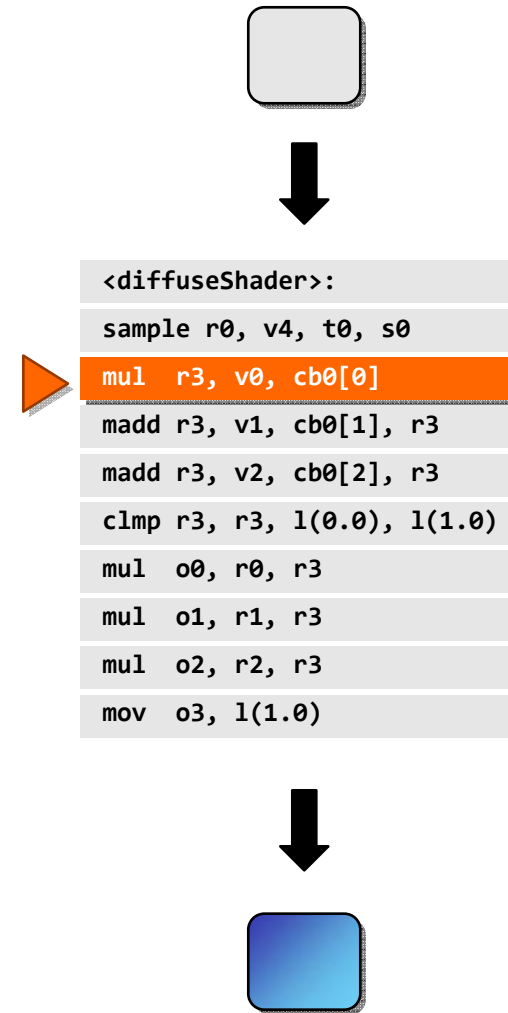 <diffuseShader>:
sample r0, v4, t0, s0
mul  r3, v0, cb0[0]
madd r3, v1, cb0[1], r3
madd r3, v2, cb0[2], r3
clmp r3, r3, l(0.0), l(1.0)
mul  o0, r0, r3
mul  o1, r1, r3
mul  o2, r2, r3
mov  o3, l(1.0)